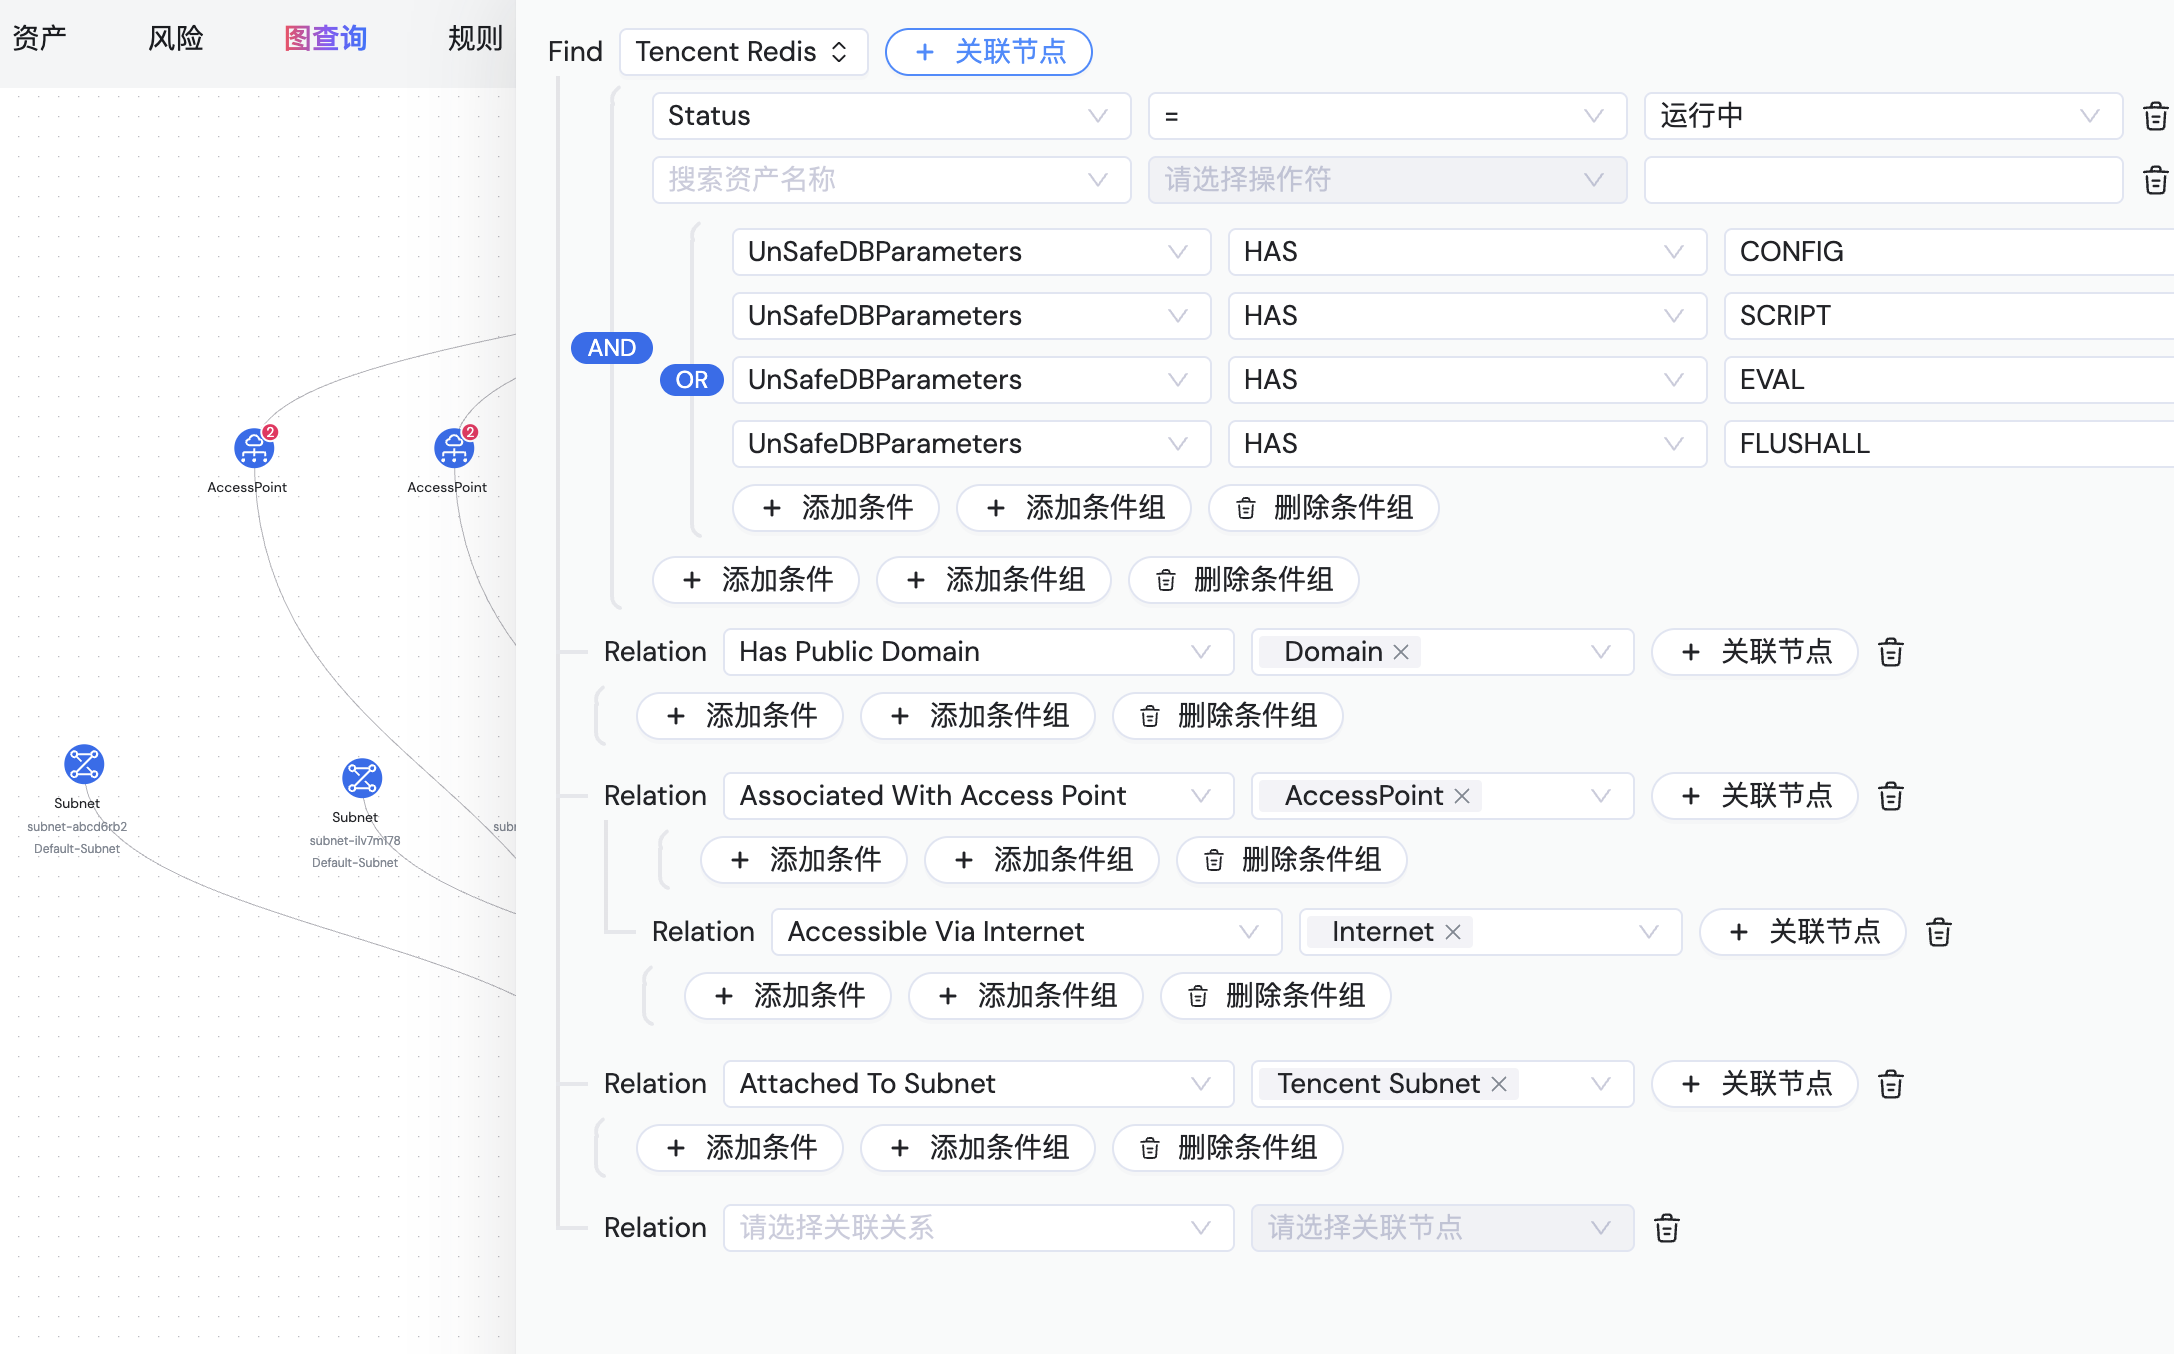 资产 风险 图查询 规则
AccessPoint
2
AccessPoint
2
Subnet
subnet-abcd6rb2
Default-Subnet
Subnet
subnet-ilv7m178
Default-Subnet
subn
Find Tencent Redis + 关联节点
Status = 运行中
搜索资产名称 请选择操作符
AND
OR
UnSafeDBParameters HAS CONFIG
UnSafeDBParameters HAS SCRIPT
UnSafeDBParameters HAS EVAL
UnSafeDBParameters HAS FLUSHALL
+ 添加条件 + 添加条件组 删除条件组
+ 添加条件 + 添加条件组 删除条件组
Relation Has Public Domain Domain × + 关联节点
+ 添加条件 + 添加条件组 删除条件组
Relation Associated With Access Point AccessPoint × + 关联节点
+ 添加条件 + 添加条件组 删除条件组
Relation Accessible Via Internet Internet × + 关联节点
+ 添加条件 + 添加条件组 删除条件组
Relation Attached To Subnet Tencent Subnet × + 关联节点
+ 添加条件 + 添加条件组 删除条件组
Relation 请选择关联关系 请选择关联节点